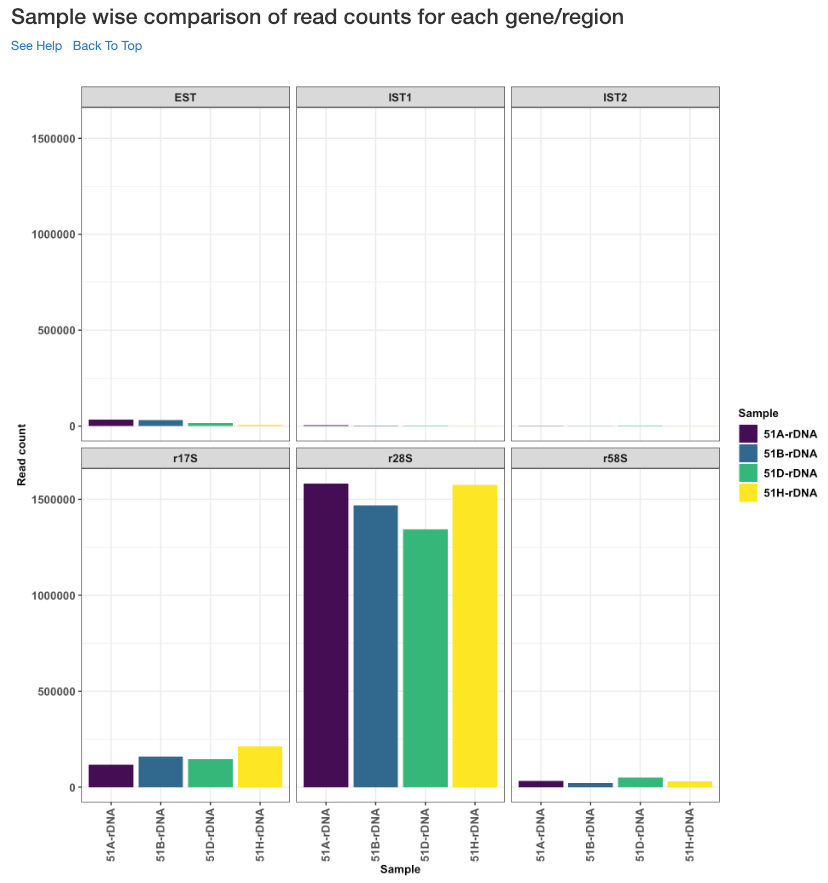 Sample wise comparison of read counts for each gene/region
See Help Back To Top
EST IST1 IST2
1500000
1000000
500000
0
Read count
r17S r28S r58S
1500000
1000000
500000
0
51A-rDNA 51B-rDNA 51D-rDNA 51H-rDNA 51A-rDNA 51B-rDNA 51D-rDNA 51H-rDNA 51A-rDNA 51B-rDNA 51D-rDNA 51H-rDNA
Sample
Sample
51A-rDNA
51B-rDNA
51D-rDNA
51H-rDNA